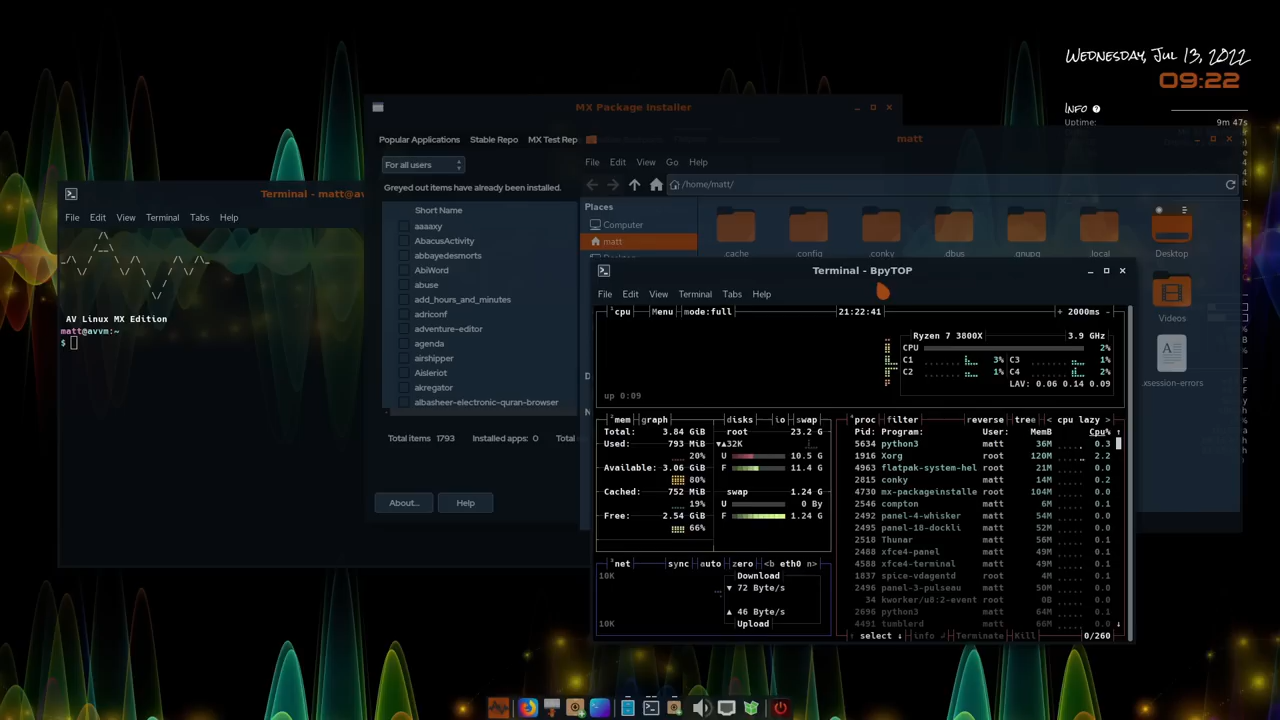 Wednesday, Jul 13, 2022
09:22
Info ?
Uptime: 9m 47s
MX Package Installer
Popular Applications Stable Repo MX Test Rep
For all users
Greyed out items have already been installed.
Short Name
aaaaxy
AbacusActivity
abbayedesmorts
AbiWord
abuse
add_hours_and_minutes
adriconf
adventure-editor
agenda
airshipper
Aisleriot
akregator
albasheer-electronic-quran-browser
Total items 1793 Installed apps: 0 Total
About... Help
matt
File Edit View Go Help
/home/matt/
Places
Computer
matt
.cache .config .conky .dbus .gnupg .local Desktop
Videos
.xsession-errors
Terminal - matt@av
File Edit View Terminal Tabs Help
AV Linux MX Edition
matt@avvm:~
$
Terminal - BpyTOP
File Edit View Terminal Tabs Help
¹cpu Menu mode:full 21:22:41 + 2000ms -
Ryzen 7 3800X 3.9 GHz
CPU 2%
C1 3% C3 1%
C2 1% C4 2%
LAV: 0.06 0.14 0.09
up 0:09
²mem graph disks io swap
Total: 3.84 GiB root 23.2 G
Used: 793 MiB ▼▲32K
20% U 10.5 G
Available: 3.06 GiB F 11.4 G
80%
Cached: 752 MiB swap 1.24 G
19% U 0 By
Free: 2.54 GiB F 1.24 G
66%
³net sync auto zero <b eth0 n>
10K Download
▼ 72 Byte/s
▲ 46 Byte/s
10K Upload
⁴proc filter reverse tree < cpu lazy >
Pid: Program: User: MemB Cpu% ↑
5634 python3 matt 36M 0.3
1916 Xorg root 120M 2.2
4963 flatpak-system-hel root 21M 0.0
2815 conky matt 14M 0.2
4730 mx-packageinstalle root 104M 0.0
2546 compton matt 6M 0.1
2492 panel-4-whisker matt 54M 0.0
2495 panel-18-dockli matt 52M 0.0
2518 Thunar matt 56M 0.1
2488 xfce4-panel matt 49M 0.1
4588 xfce4-terminal matt 49M 0.1
1837 spice-vdagentd root 4M 0.1
2496 panel-3-pulseau matt 49M 0.0
34 kworker/u8:2-event root 0B 0.0
2696 python3 matt 64M 0.1
4491 tumblerd matt 66M 0.0 ↓
↑ select ↓ info ↲ Terminate Kill 0/260